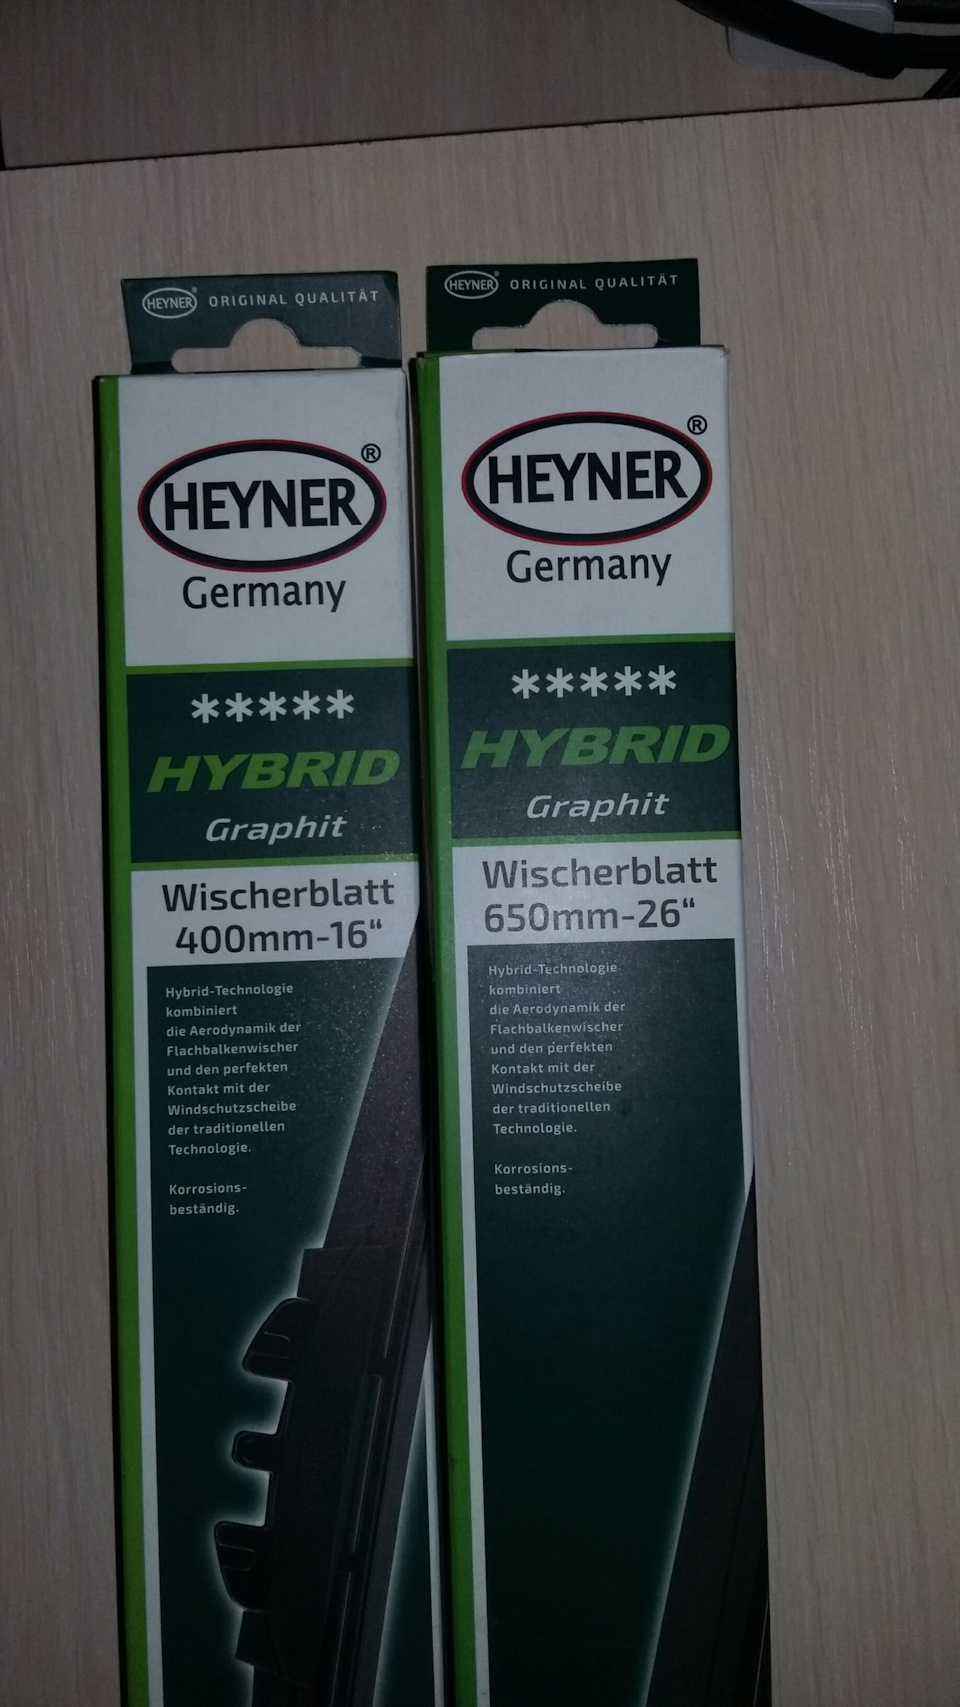 HEYNER® ORIGINAL QUALITÄT
HEYNER®
Germany
*****
HYBRID
Graphit
Wischerblatt
400mm-16“
Hybrid-Technologie
kombiniert
die Aerodynamik der
Flachbalkenwischer
und den perfekten
Kontakt mit der
Windschutzscheibe
der traditionellen
Technologie.
Korrosions-
beständig.
HEYNER® ORIGINAL QUALITÄT
HEYNER®
Germany
*****
HYBRID
Graphit
Wischerblatt
650mm-26“
Hybrid-Technologie
kombiniert
die Aerodynamik der
Flachbalkenwischer
und den perfekten
Kontakt mit der
Windschutzscheibe
der traditionellen
Technologie.
Korrosions-
beständig.